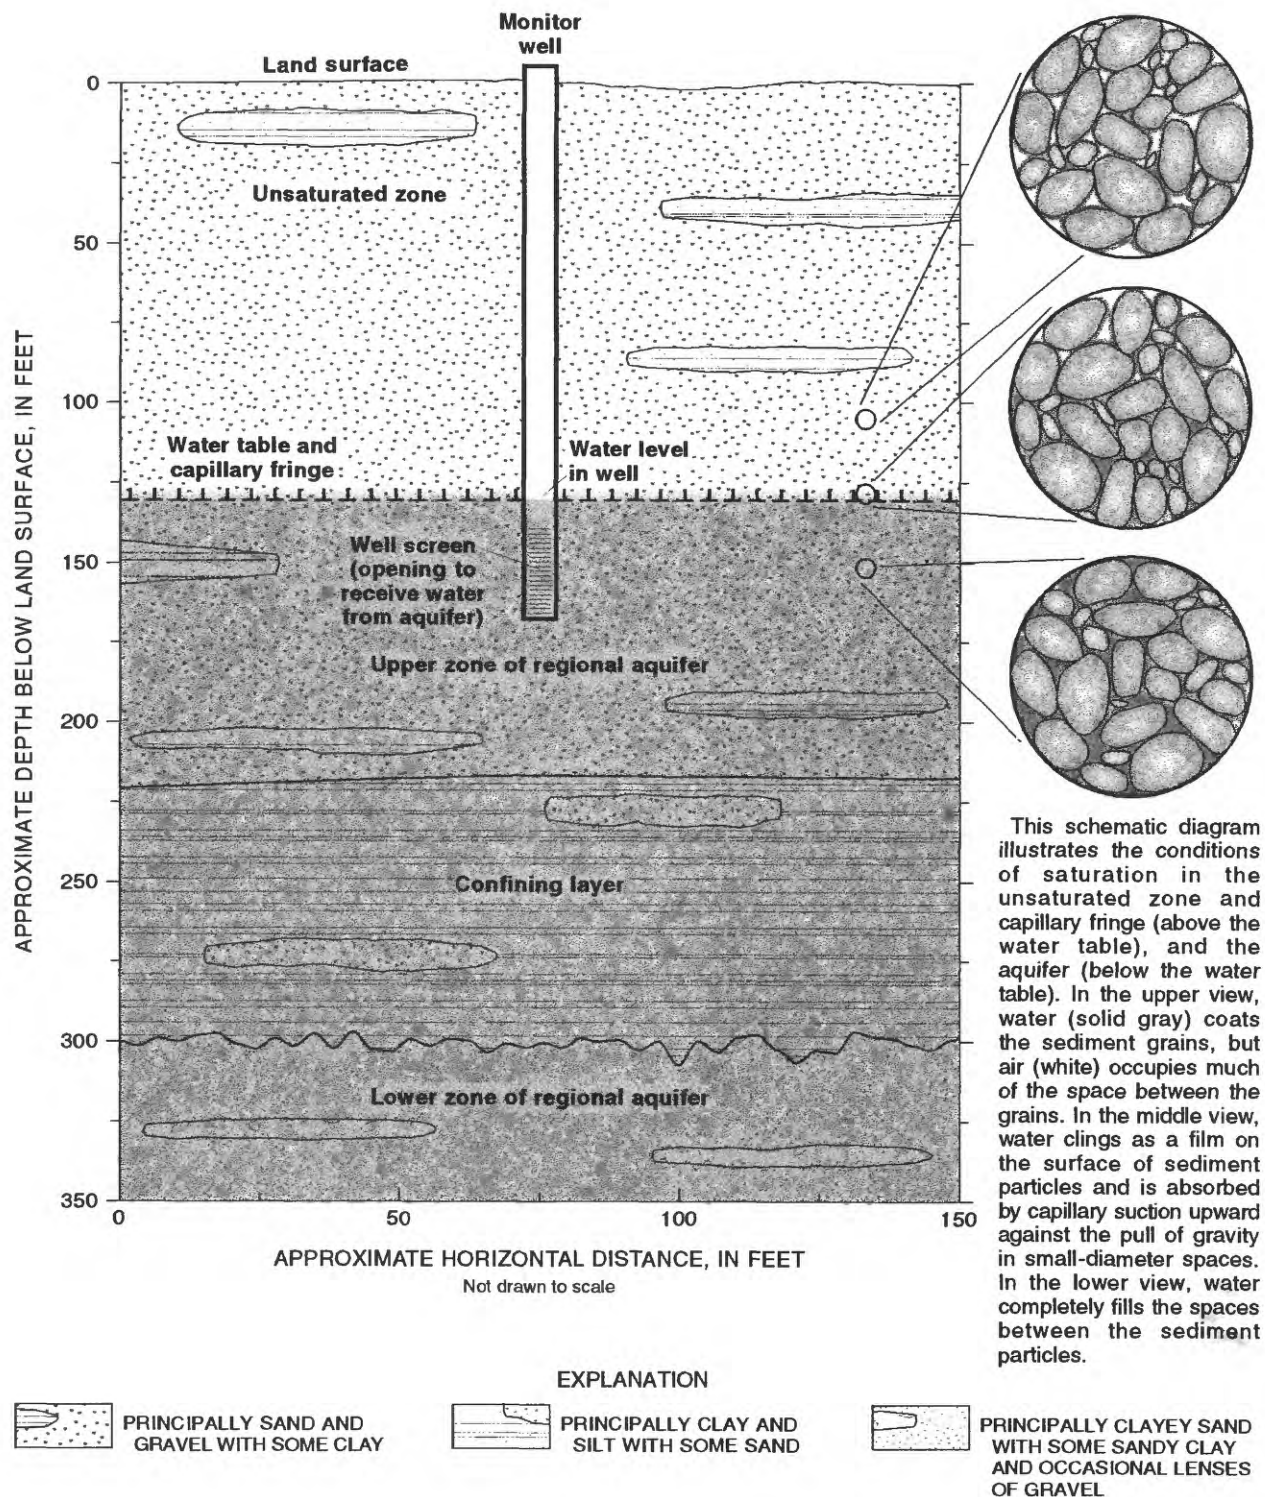 Monitor
well
Land surface
0
Unsaturated zone
50
100
Water table and
capillary fringe
Water level
in well
150
Well screen
(opening to
receive water
from aquifer)
Upper zone of regional aquifer
200
250
Confining layer
300
Lower zone of regional aquifer
350
0
50
100
150
APPROXIMATE DEPTH BELOW LAND SURFACE, IN FEET
APPROXIMATE HORIZONTAL DISTANCE, IN FEET
Not drawn to scale
This schematic diagram
illustrates the conditions
of saturation in the
unsaturated zone and
capillary fringe (above the
water table), and the
aquifer (below the water
table). In the upper view,
water (solid gray) coats
the sediment grains, but
air (white) occupies much
of the space between the
grains. In the middle view,
water clings as a film on
the surface of sediment
particles and is absorbed
by capillary suction upward
against the pull of gravity
in small-diameter spaces.
In the lower view, water
completely fills the spaces
between the sediment
particles.
EXPLANATION
PRINCIPALLY SAND AND
GRAVEL WITH SOME CLAY
PRINCIPALLY CLAY AND
SILT WITH SOME SAND
PRINCIPALLY CLAYEY SAND
WITH SOME SANDY CLAY
AND OCCASIONAL LENSES
OF GRAVEL